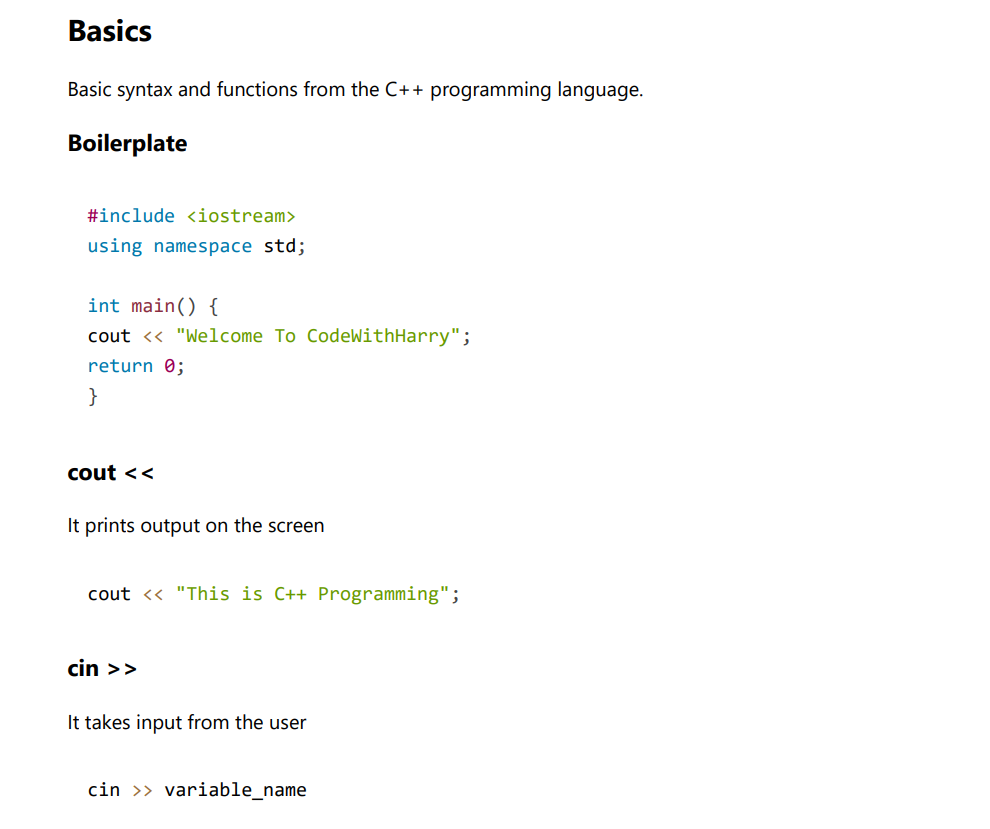 Basics
Basic syntax and functions from the C++ programming language.
Boilerplate
#include <iostream>
using namespace std;
int main() {
cout << "Welcome To CodeWithHarry";
return 0;
}
cout <<
It prints output on the screen
cout << "This is C++ Programming";
cin >>
It takes input from the user
cin >> variable_name